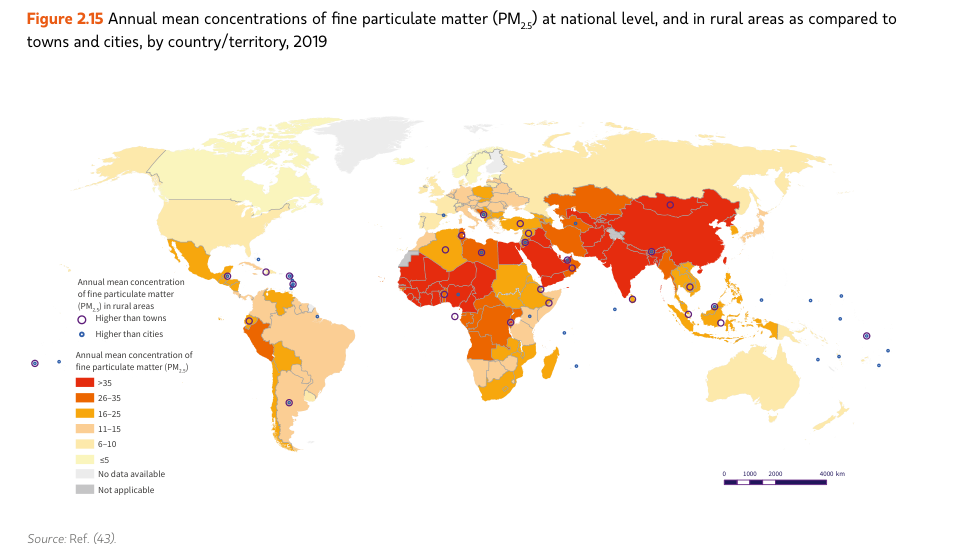 Figure 2.15 Annual mean concentrations of fine particulate matter (PM2.5) at national level, and in rural areas as compared to
towns and cities, by country/territory, 2019
Annual mean concentration
of fine particulate matter
(PM2.5) in rural areas
Higher than towns
Higher than cities
Annual mean concentration of
fine particulate matter (PM2.5)
>35
26–35
16–25
11–15
6–10
≤5
No data available
Not applicable
0 1000 2000 4000 km
Source: Ref. (43).